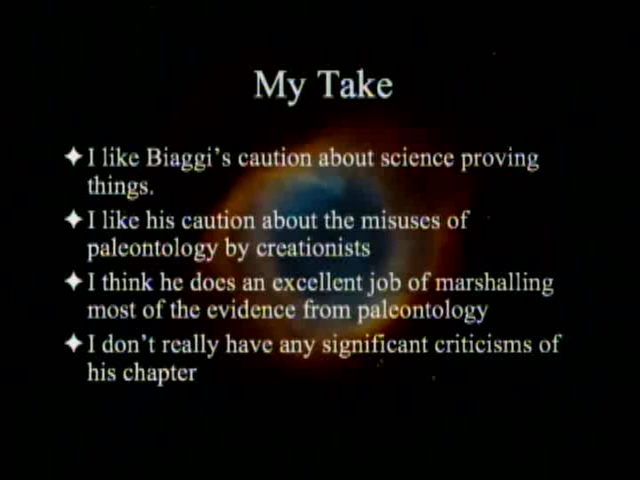 My Take
✦ I like Biaggi's caution about science proving
things.
✦ I like his caution about the misuses of
paleontology by creationists
✦ I think he does an excellent job of marshalling
most of the evidence from paleontology
✦ I don't really have any significant criticisms of
his chapter